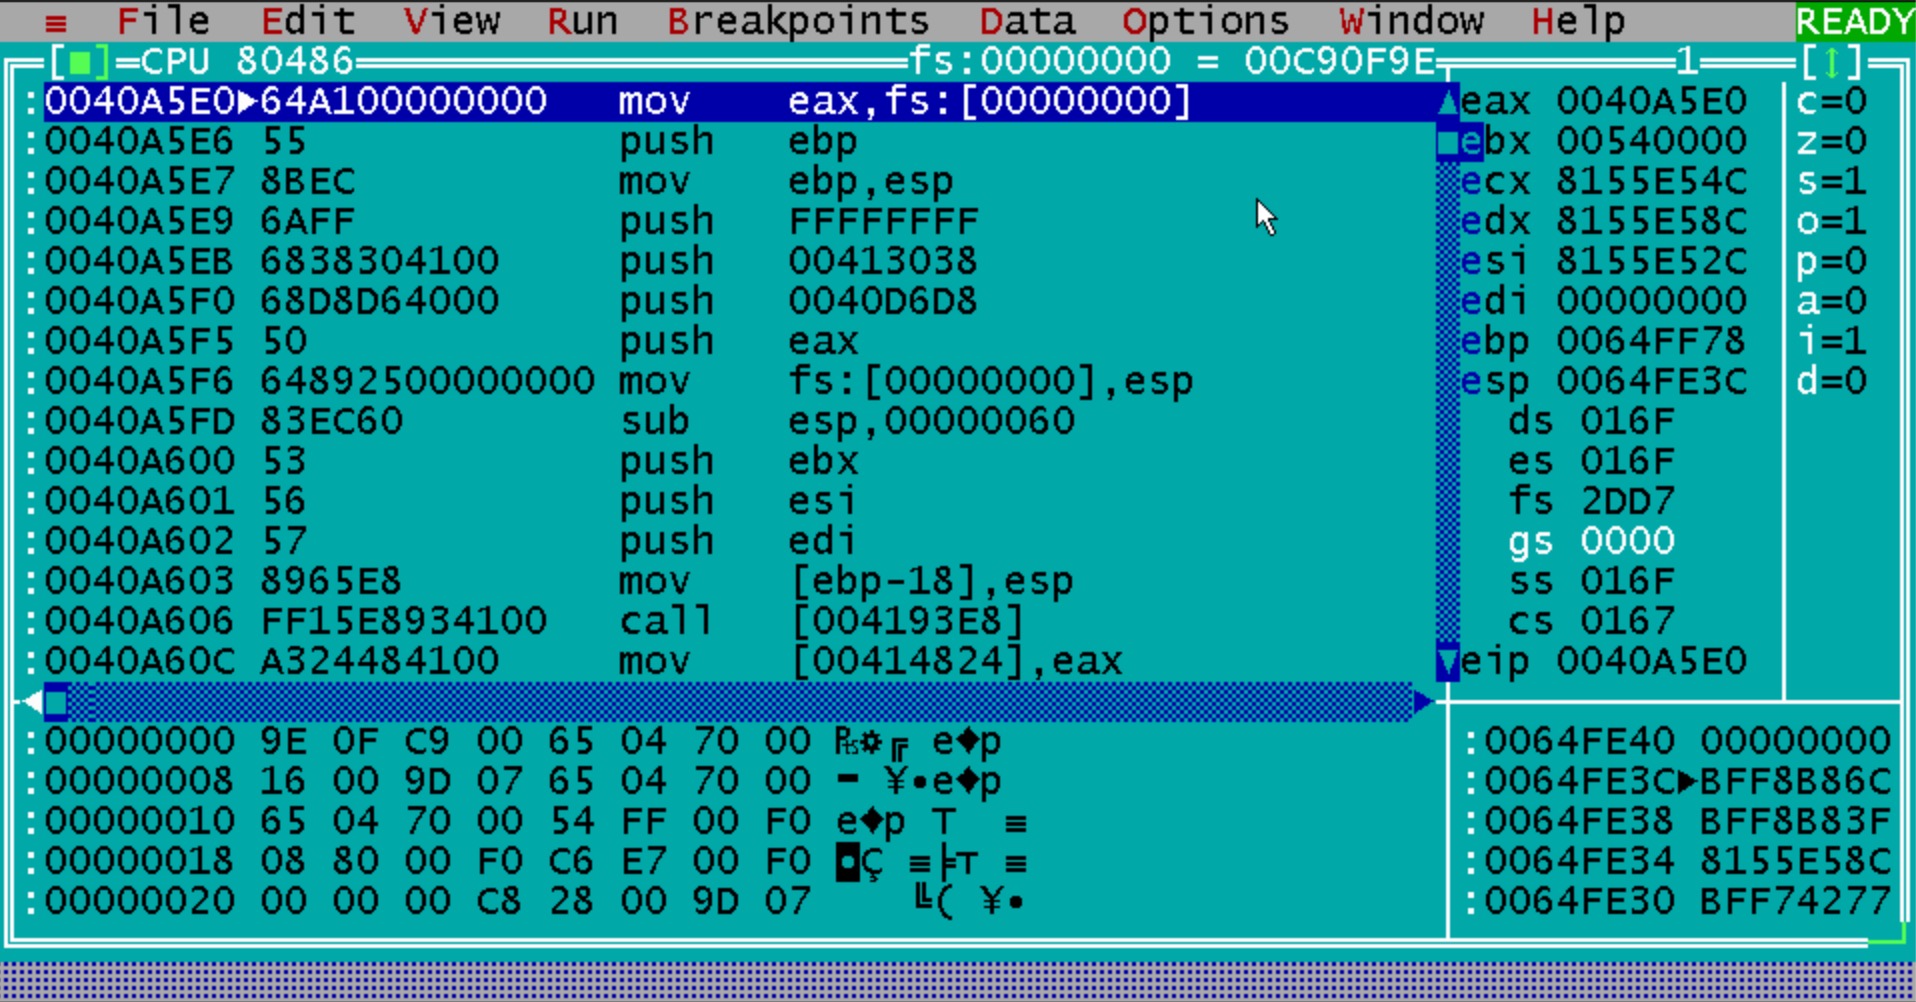 ≡ File Edit View Run Breakpoints Data Options Window Help READY
[■]=CPU 80486 fs:00000000 = 00C90F9E 1 [↕]
:0040A5E0▶64A100000000 mov eax,fs:[00000000] ▲eax 0040A5E0 c=0
:0040A5E6 55 push ebp ebx 00540000 z=0
:0040A5E7 8BEC mov ebp,esp ecx 8155E54C s=1
:0040A5E9 6AFF push FFFFFFFF edx 8155E58C o=1
:0040A5EB 6838304100 push 00413038 esi 8155E52C p=0
:0040A5F0 68D8D64000 push 0040D6D8 edi 00000000 a=0
:0040A5F5 50 push eax ebp 0064FF78 i=1
:0040A5F6 64892500000000 mov fs:[00000000],esp esp 0064FE3C d=0
:0040A5FD 83EC60 sub esp,00000060 ds 016F
:0040A600 53 push ebx es 016F
:0040A601 56 push esi fs 2DD7
:0040A602 57 push edi gs 0000
:0040A603 8965E8 mov [ebp-18],esp ss 016F
:0040A606 FF15E8934100 call [004193E8] cs 0167
:0040A60C A324484100 mov [00414824],eax ▼eip 0040A5E0
:00000000 9E 0F C9 00 65 04 70 00 ₧☼╔ e♦p :0064FE40 00000000
:00000008 16 00 9D 07 65 04 70 00 ▬ ¥•e♦p :0064FE3C▶BFF8B86C
:00000010 65 04 70 00 54 FF 00 F0 e♦p T ≡ :0064FE38 BFF8B83F
:00000018 08 80 00 F0 C6 E7 00 F0 ◘Ç ≡╞τ ≡ :0064FE34 8155E58C
:00000020 00 00 00 C8 28 00 9D 07 ╚( ¥• :0064FE30 BFF74277